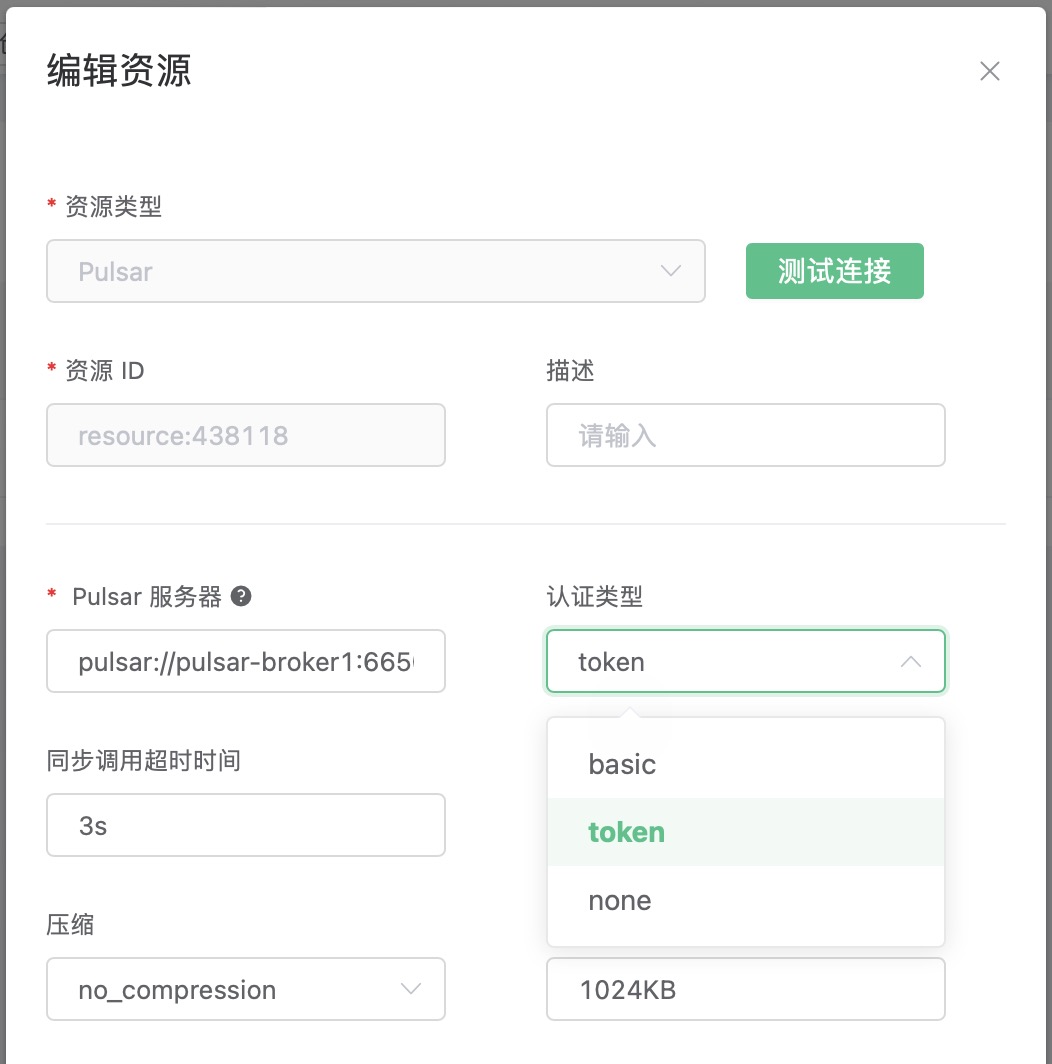 编辑资源
* 资源类型
Pulsar
测试连接
* 资源 ID
描述
resource:438118
请输入
* Pulsar 服务器 ?
认证类型
pulsar://pulsar-broker1:665
token
basic
token
none
同步调用超时时间
3s
压缩
no_compression
1024KB